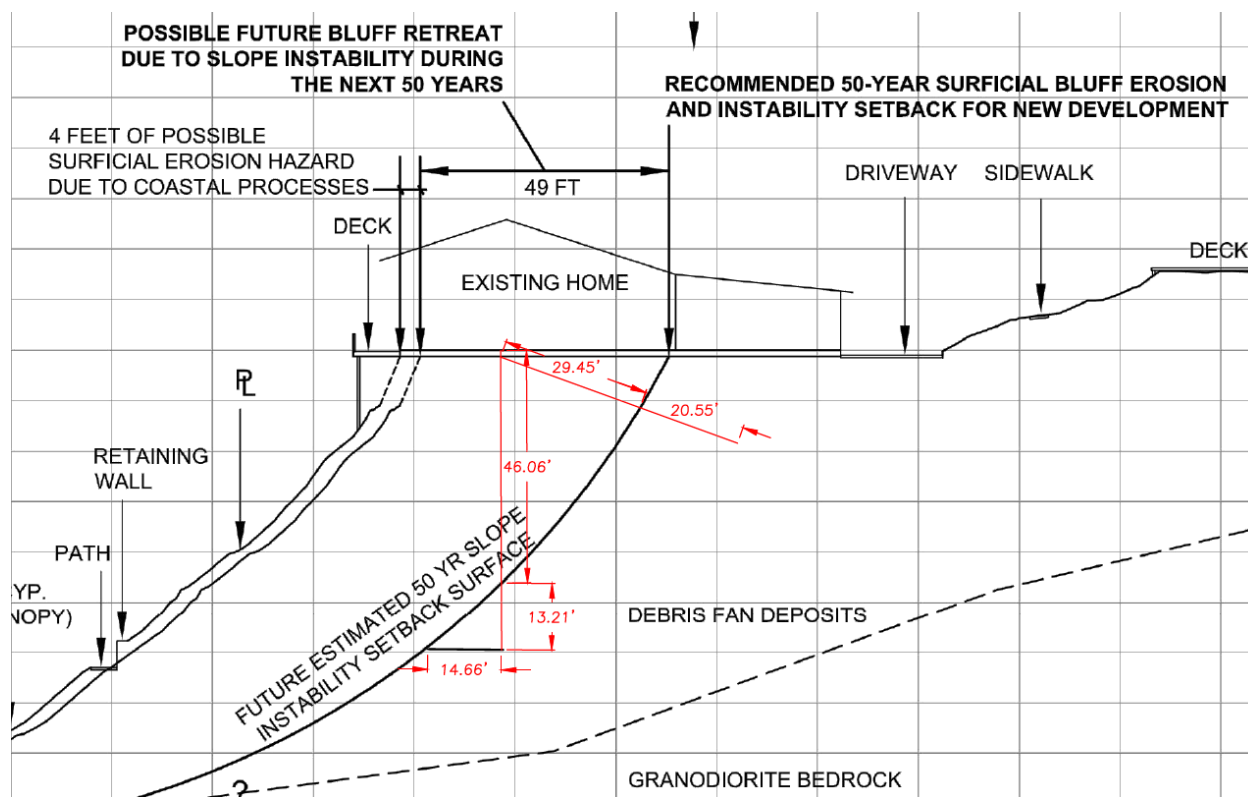 POSSIBLE FUTURE BLUFF RETREAT
DUE TO SLOPE INSTABILITY DURING
THE NEXT 50 YEARS
RECOMMENDED 50-YEAR SURFICIAL BLUFF EROSION
AND INSTABILITY SETBACK FOR NEW DEVELOPMENT
4 FEET OF POSSIBLE
SURFICIAL EROSION HAZARD
DUE TO COASTAL PROCESSES
49 FT
DRIVEWAY
SIDEWALK
DECK
DECK
EXISTING HOME
29.45'
20.55'
PL
46.06'
RETAINING
WALL
PATH
YP.
NOPY)
FUTURE ESTIMATED 50 YR SLOPE
INSTABILITY SETBACK SURFACE
13.21'
DEBRIS FAN DEPOSITS
14.66'
?
GRANODIORITE BEDROCK